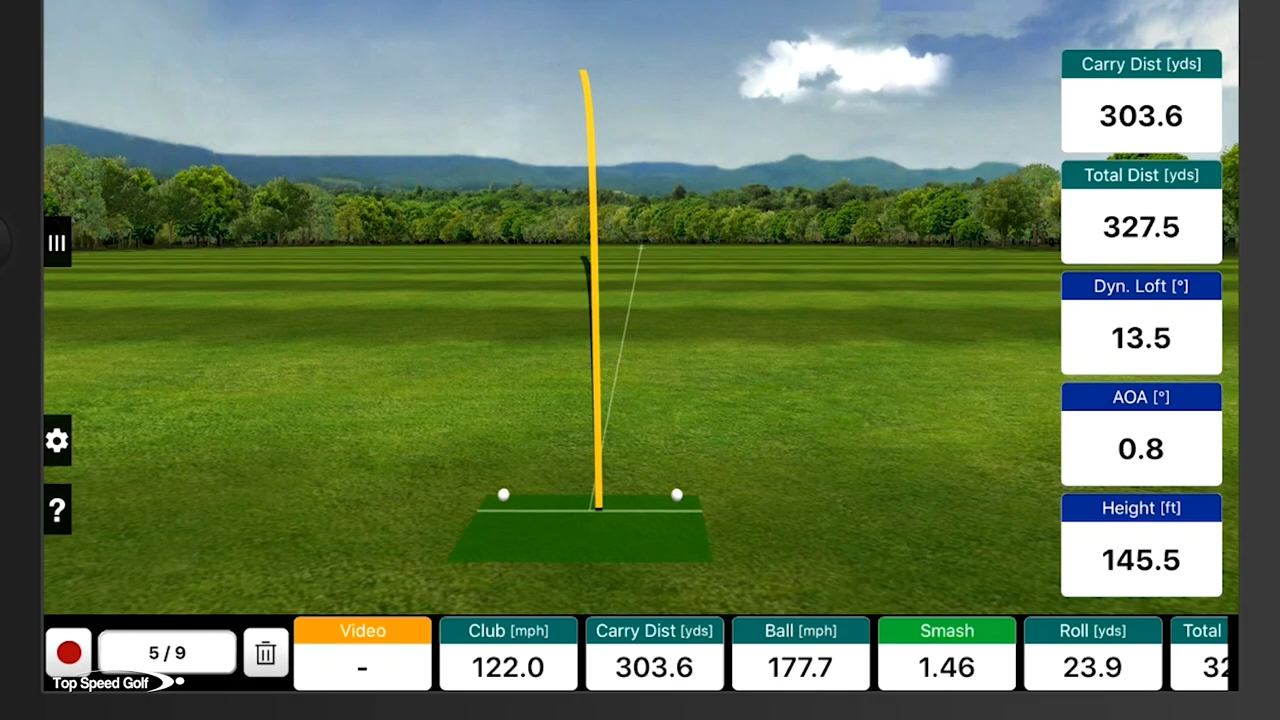 Carry Dist [yds]
303.6
Total Dist [yds]
327.5
Dyn. Loft [°]
13.5
AOA [°]
0.8
Height [ft]
145.5
?
5 / 9
Video
-
Club [mph]
122.0
Carry Dist [yds]
303.6
Ball [mph]
177.7
Smash
1.46
Roll [yds]
23.9
Total
32
Top Speed Golf